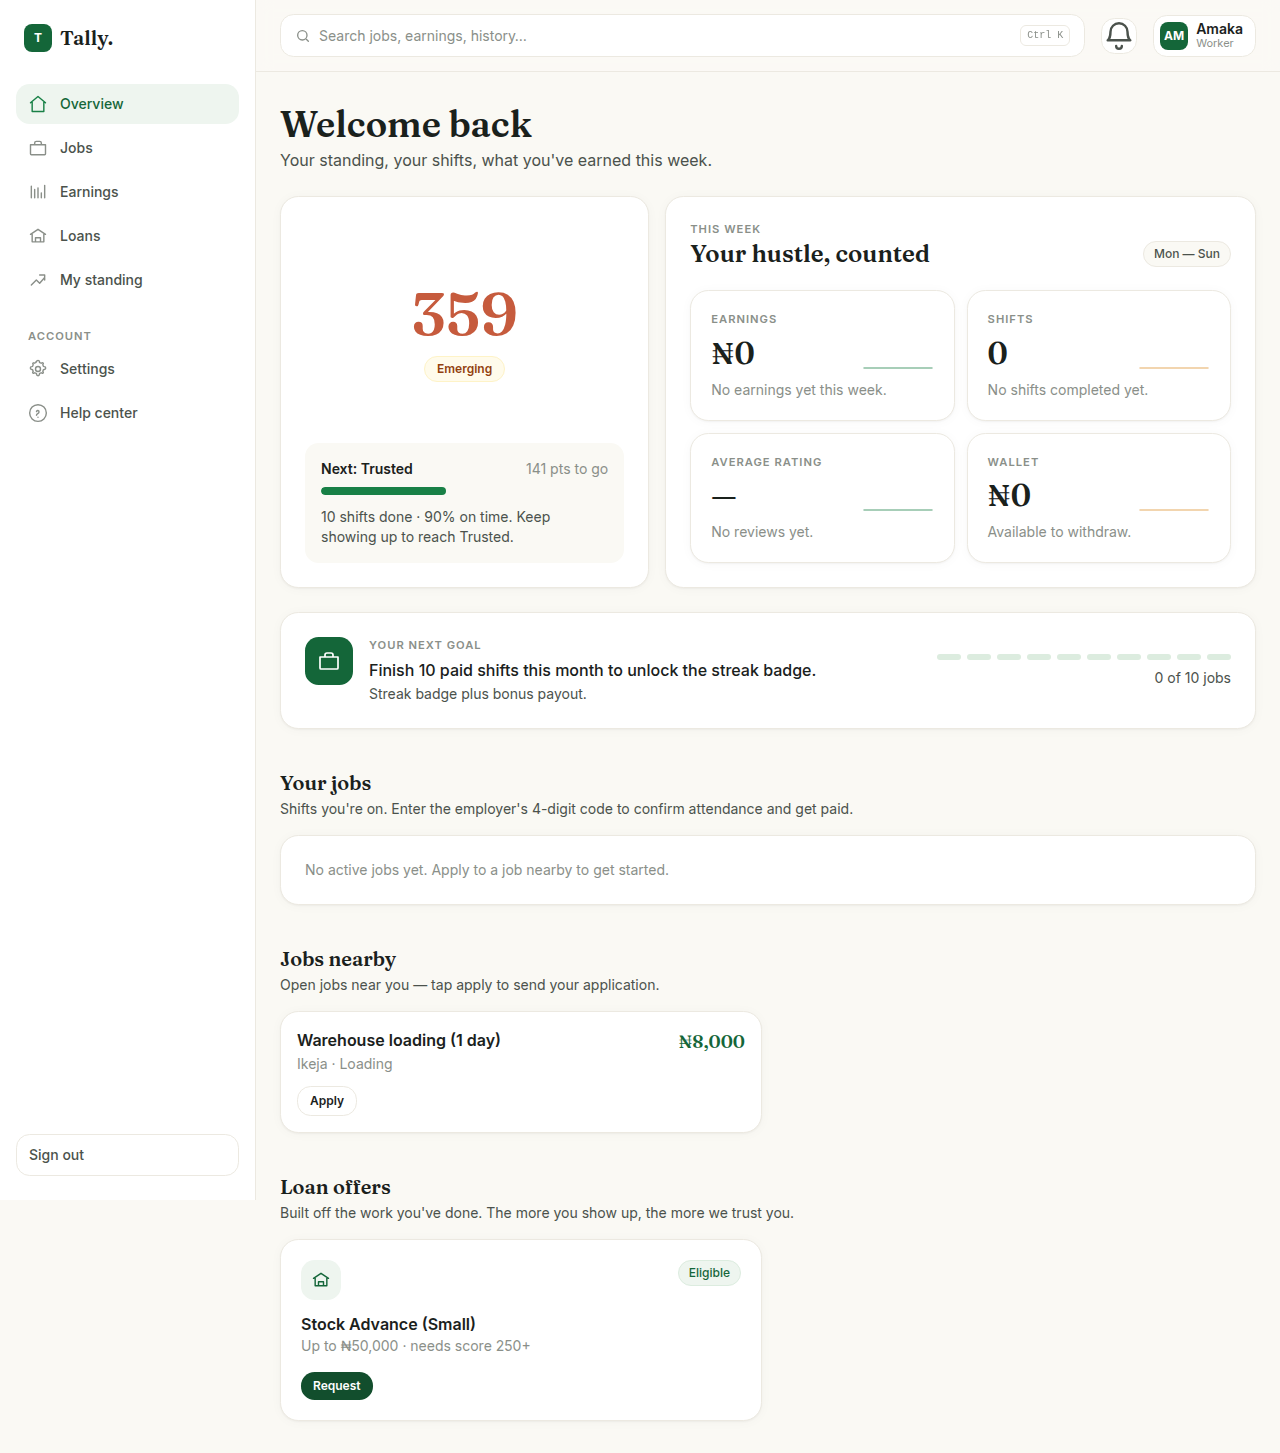 T Tally.
Overview
Jobs
Earnings
Loans
My standing
ACCOUNT
Settings
Help center
Sign out
Search jobs, earnings, history...
Ctrl K
AM
Amaka
Worker
Welcome back
Your standing, your shifts, what you've earned this week.
359
Emerging
Next: Trusted
141 pts to go
10 shifts done · 90% on time. Keep
showing up to reach Trusted.
THIS WEEK
Your hustle, counted
Mon — Sun
EARNINGS
₦0
No earnings yet this week.
SHIFTS
0
No shifts completed yet.
AVERAGE RATING
—
No reviews yet.
WALLET
₦0
Available to withdraw.
YOUR NEXT GOAL
Finish 10 paid shifts this month to unlock the streak badge.
Streak badge plus bonus payout.
0 of 10 jobs
Your jobs
Shifts you're on. Enter the employer's 4-digit code to confirm attendance and get paid.
No active jobs yet. Apply to a job nearby to get started.
Jobs nearby
Open jobs near you — tap apply to send your application.
Warehouse loading (1 day)
₦8,000
Ikeja · Loading
Apply
Loan offers
Built off the work you've done. The more you show up, the more we trust you.
Eligible
Stock Advance (Small)
Up to ₦50,000 · needs score 250+
Request